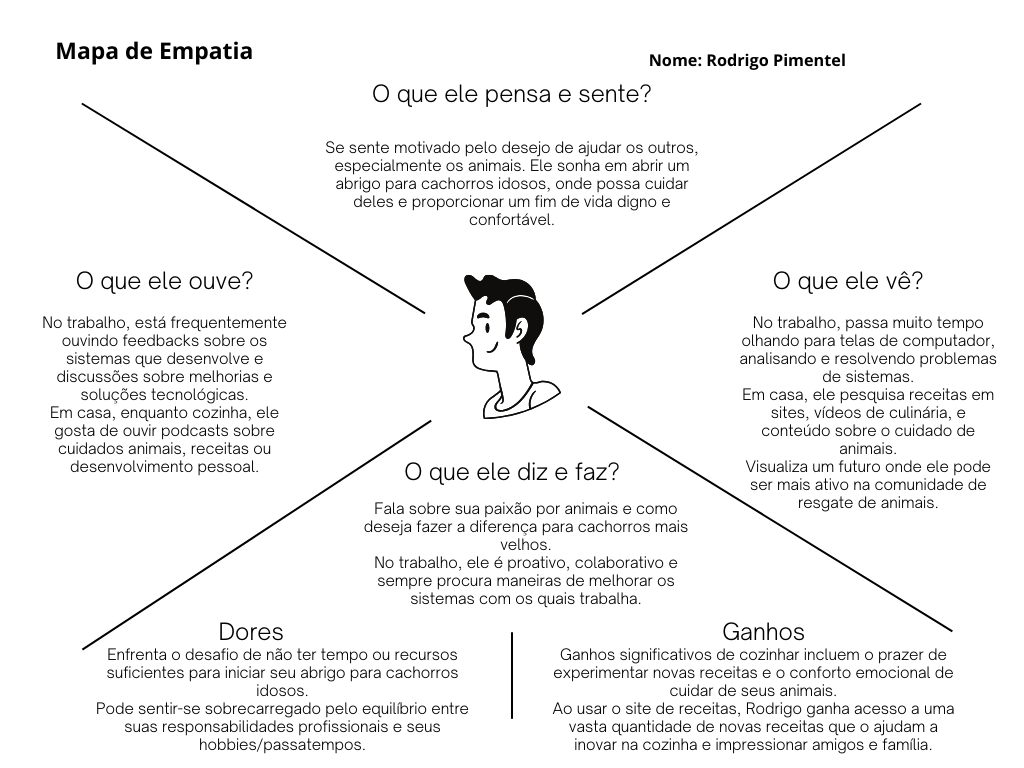 Mapa de Empatia
Nome: Rodrigo Pimentel
O que ele pensa e sente?
Se sente motivado pelo desejo de ajudar os outros,
especialmente os animais. Ele sonha em abrir um
abrigo para cachorros idosos, onde possa cuidar
deles e proporcionar um fim de vida digno e
confortável.
O que ele ouve?
No trabalho, está frequentemente
ouvindo feedbacks sobre os
sistemas que desenvolve e
discussões sobre melhorias e
soluções tecnológicas.
Em casa, enquanto cozinha, ele
gosta de ouvir podcasts sobre
cuidados animais, receitas ou
desenvolvimento pessoal.
O que ele vê?
No trabalho, passa muito tempo
olhando para telas de computador,
analisando e resolvendo problemas
de sistemas.
Em casa, ele pesquisa receitas em
sites, vídeos de culinária, e
conteúdo sobre o cuidado de
animais.
Visualiza um futuro onde ele pode
ser mais ativo na comunidade de
resgate de animais.
O que ele diz e faz?
Fala sobre sua paixão por animais e como
deseja fazer a diferença para cachorros mais
velhos.
No trabalho, ele é proativo, colaborativo e
sempre procura maneiras de melhorar os
sistemas com os quais trabalha.
Dores
Enfrenta o desafio de não ter tempo ou recursos
suficientes para iniciar seu abrigo para cachorros
idosos.
Pode sentir-se sobrecarregado pelo equilíbrio entre
suas responsabilidades profissionais e seus
hobbies/passatempos.
Ganhos
Ganhos significativos de cozinhar incluem o prazer de
experimentar novas receitas e o conforto emocional de
cuidar de seus animais.
Ao usar o site de receitas, Rodrigo ganha acesso a uma
vasta quantidade de novas receitas que o ajudam a
inovar na cozinha e impressionar amigos e família.